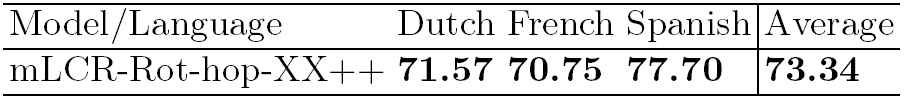 Model/Language Dutch French Spanish Average
mLCR-Rot-hop-XX++ 71.57 70.75 77.70 73.34